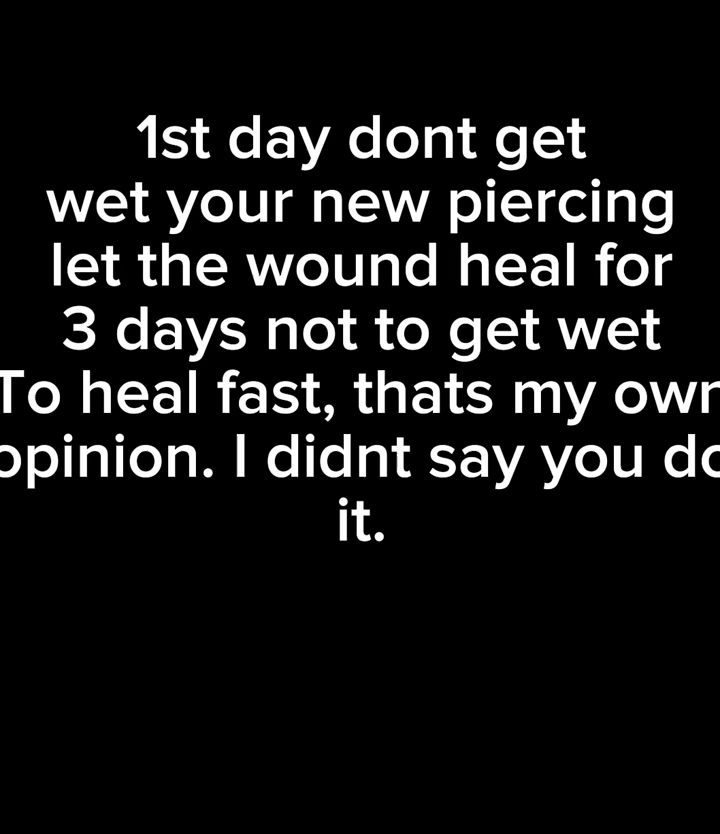 1st day dont get
wet your new piercing
let the wound heal for
3 days not to get wet
To heal fast, thats my own
opinion. I didnt say you do
it.